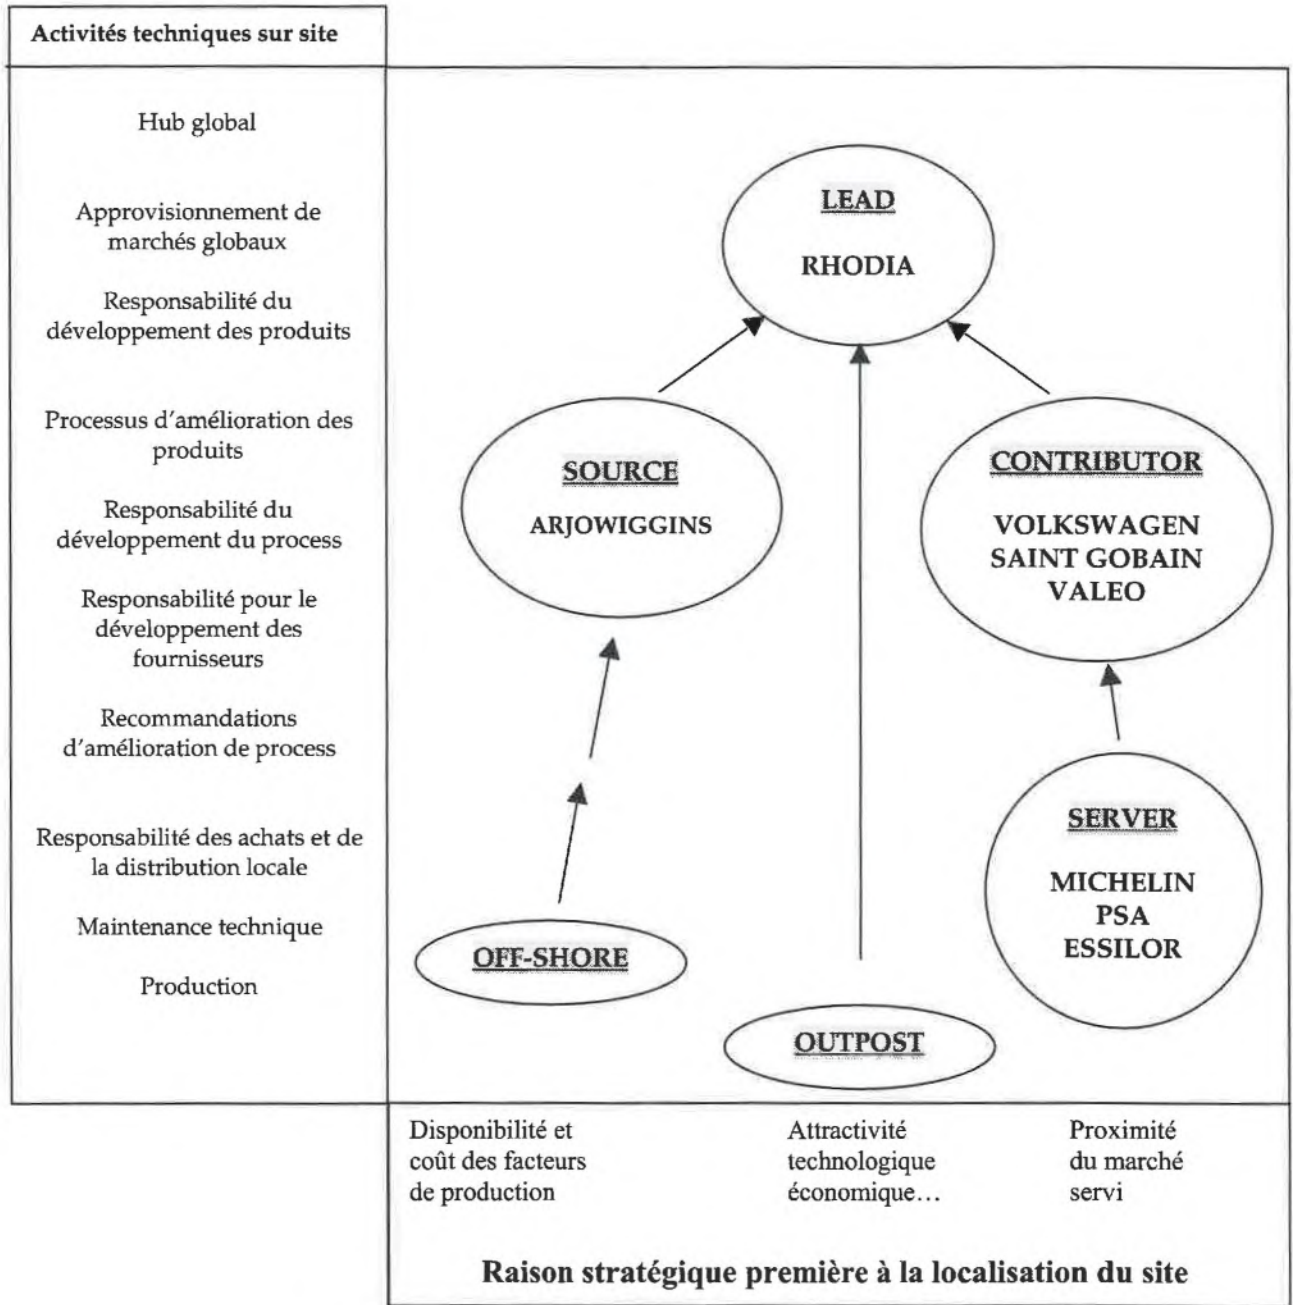 Activités techniques sur site
Hub global
Approvisionnement de
marchés globaux
Responsabilité du
développement des produits
Processus d'amélioration des
produits
Responsabilité du
développement du process
Responsabilité pour le
développement des
fournisseurs
Recommandations
d'amélioration de process
Responsabilité des achats et de
la distribution locale
Maintenance technique
Production
LEAD
RHODIA
SOURCE
ARJOWIGGINS
CONTRIBUTOR
VOLKSWAGEN
SAINT GOBAIN
VALEO
SERVER
MICHELIN
PSA
ESSILOR
OFF-SHORE
OUTPOST
Disponibilité et
coût des facteurs
de production
Attractivité
technologique
économique...
Proximité
du marché
servi
Raison stratégique première à la localisation du site